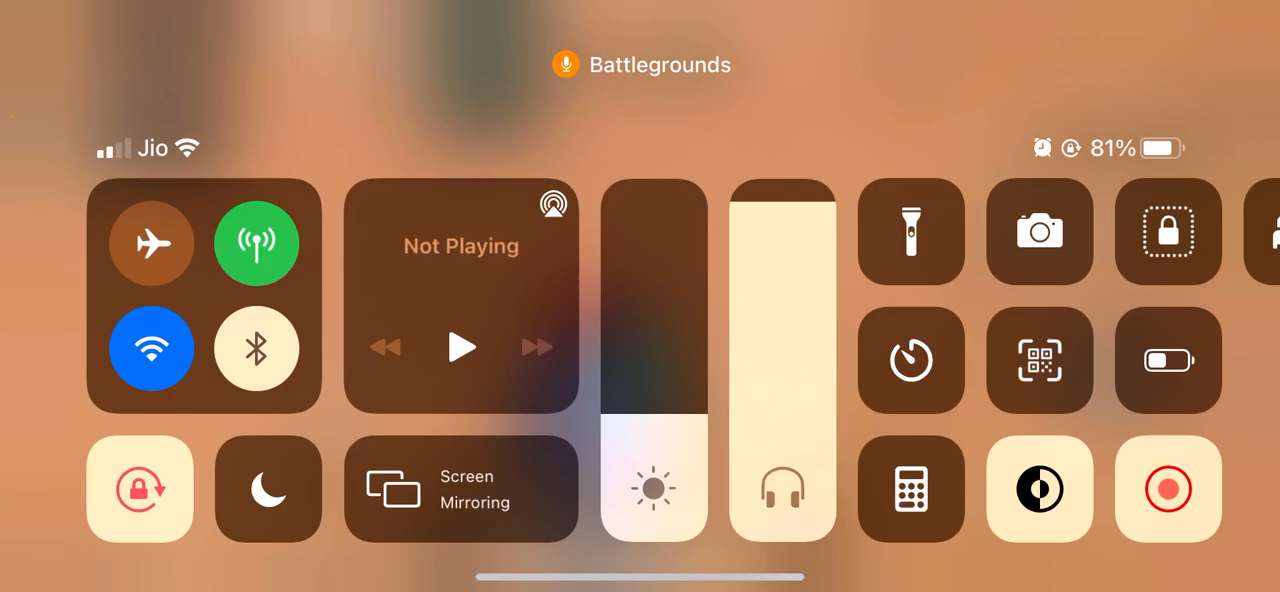 Battlegrounds
Jio
81%
Not Playing
Screen
Mirroring